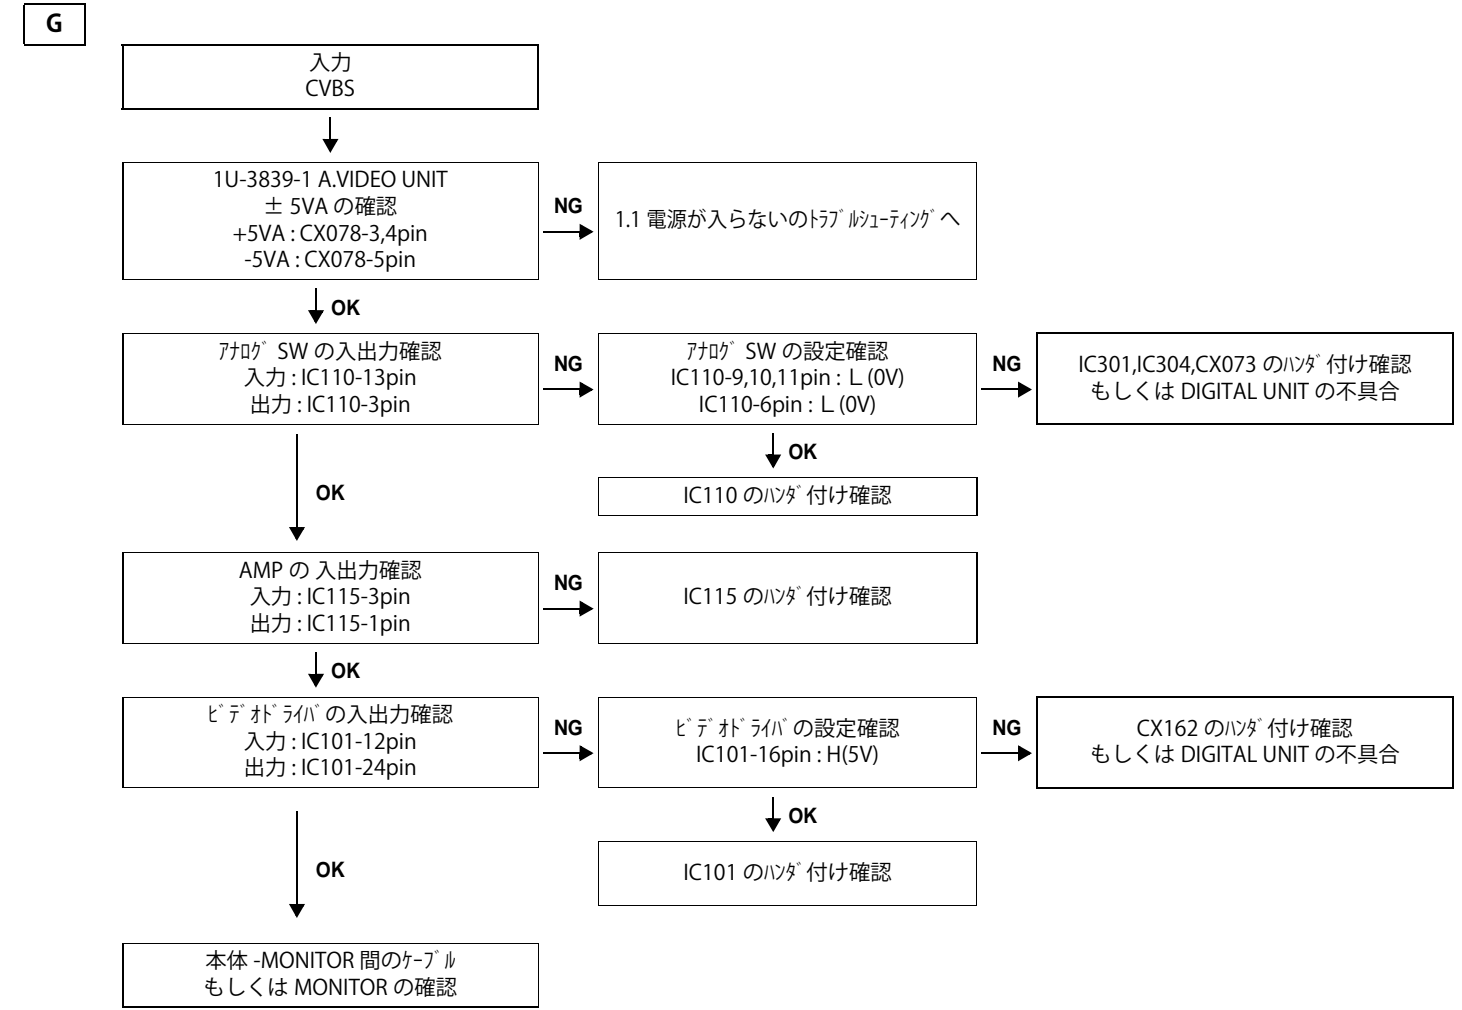 G
入力
CVBS
1U-3839-1 A.VIDEO UNIT
± 5VA の確認
+5VA : CX078-3,4pin
-5VA : CX078-5pin
NG
1.1 電源が入らないのﾄﾗﾌﾞﾙｼｭｰﾃｨﾝｸﾞへ
OK
ｱﾅﾛｸﾞ SW の入出力確認
入力 : IC110-13pin
出力 : IC110-3pin
NG
ｱﾅﾛｸﾞ SW の設定確認
IC110-9,10,11pin : L (0V)
IC110-6pin : L (0V)
NG
IC301,IC304,CX073 のﾊﾝﾀﾞ付け確認
もしくは DIGITAL UNIT の不具合
OK
IC110 のﾊﾝﾀﾞ付け確認
OK
AMP の 入出力確認
入力 : IC115-3pin
出力 : IC115-1pin
NG
IC115 のﾊﾝﾀﾞ付け確認
OK
ﾋﾞﾃﾞｵﾄﾞﾗｲﾊﾞの入出力確認
入力 : IC101-12pin
出力 : IC101-24pin
NG
ﾋﾞﾃﾞｵﾄﾞﾗｲﾊﾞの設定確認
IC101-16pin : H(5V)
NG
CX162 のﾊﾝﾀﾞ付け確認
もしくは DIGITAL UNIT の不具合
OK
IC101 のﾊﾝﾀﾞ付け確認
OK
本体 -MONITOR 間のｹｰﾌﾞﾙ
もしくは MONITOR の確認